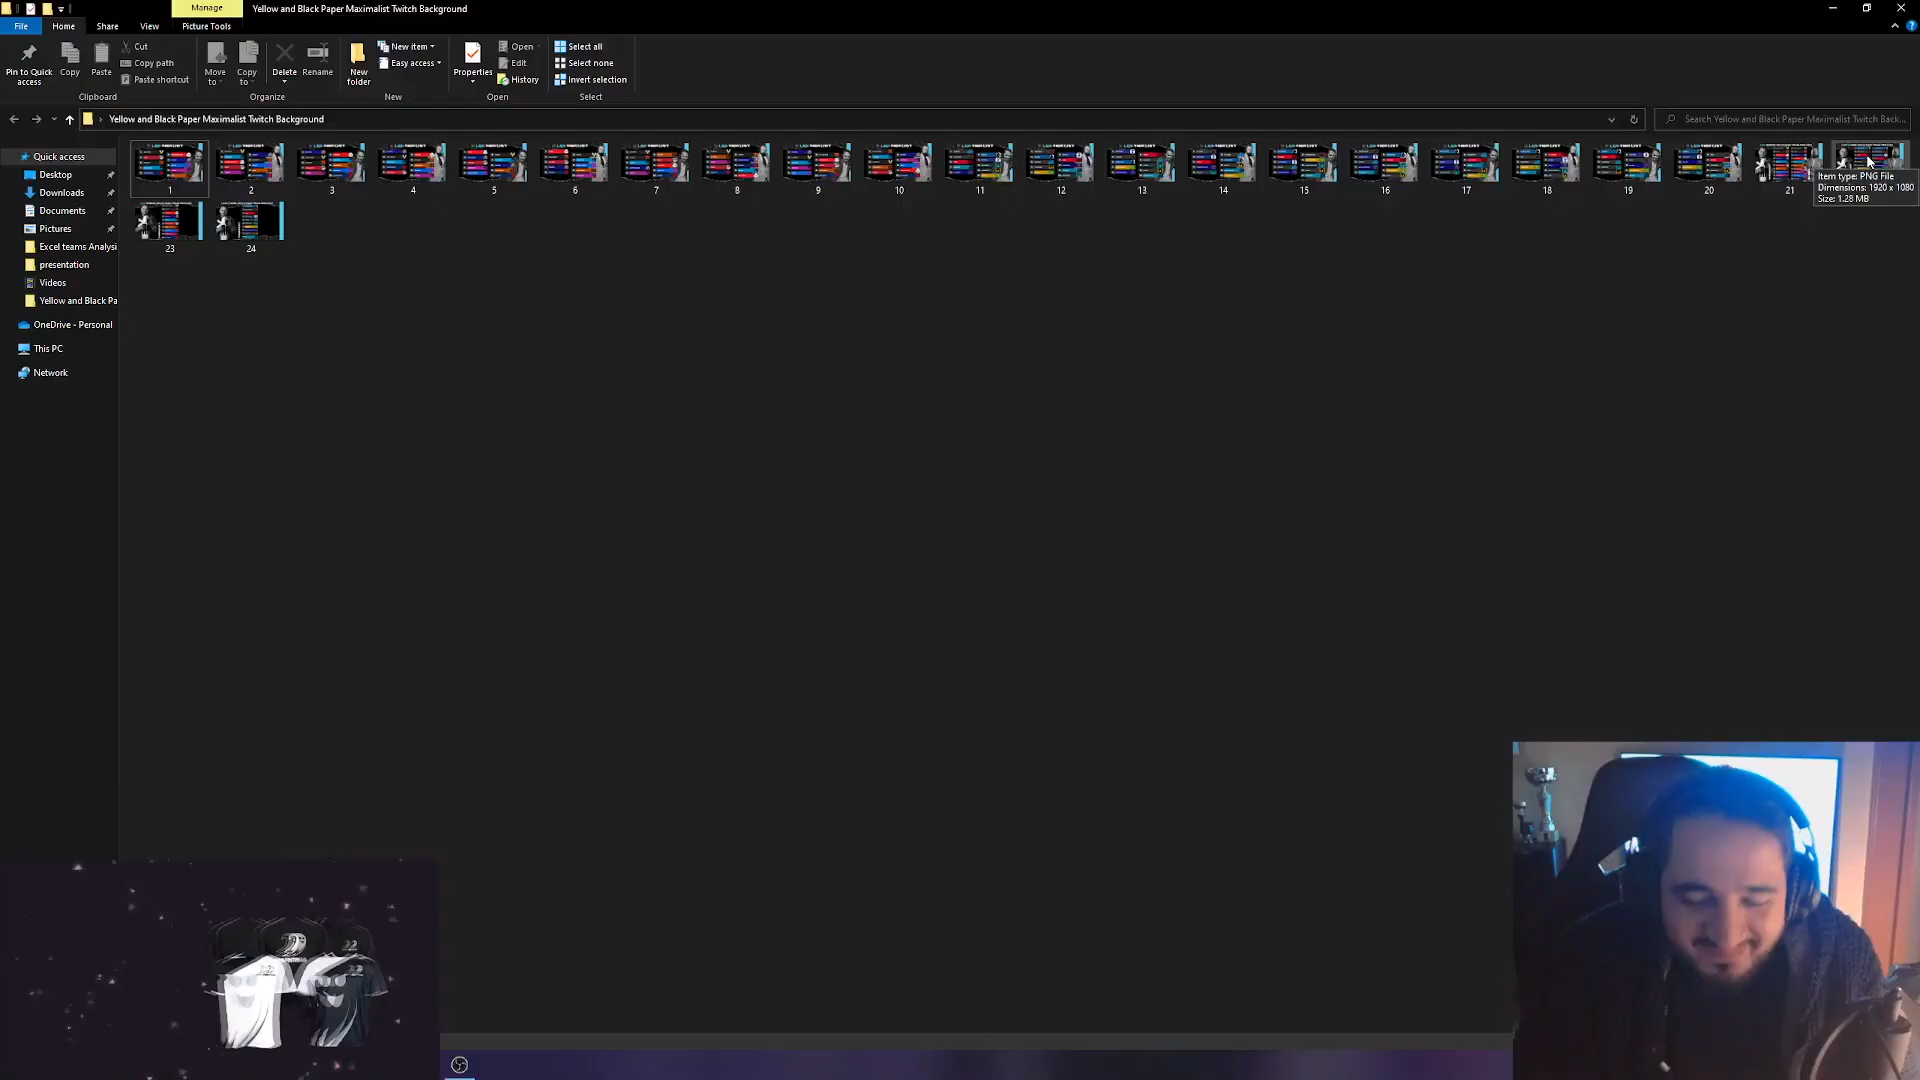 Manage
Yellow and Black Paper Maximalist Twitch Background
File
Home
Share
View
Picture Tools
Pin to Quick access
Copy
Paste
Cut
Copy path
Paste shortcut
Clipboard
Move to
Copy to
Delete
Rename
Organize
New folder
New item
Easy access
New
Properties
Open
Edit
History
Open
Select all
Select none
Invert selection
Select
Yellow and Black Paper Maximalist Twitch Background
Search Yellow and Black Paper Maximalist Twitch Back...
Quick access
Desktop
Downloads
Documents
Pictures
Excel teams Analysi
presentation
Videos
Yellow and Black Pa
OneDrive - Personal
This PC
Network
1
2
3
4
5
6
7
8
9
10
11
12
13
14
15
16
17
18
19
20
21
Item type: PNG File
Dimensions: 1920 x 1080
Size: 1.28 MB
23
24